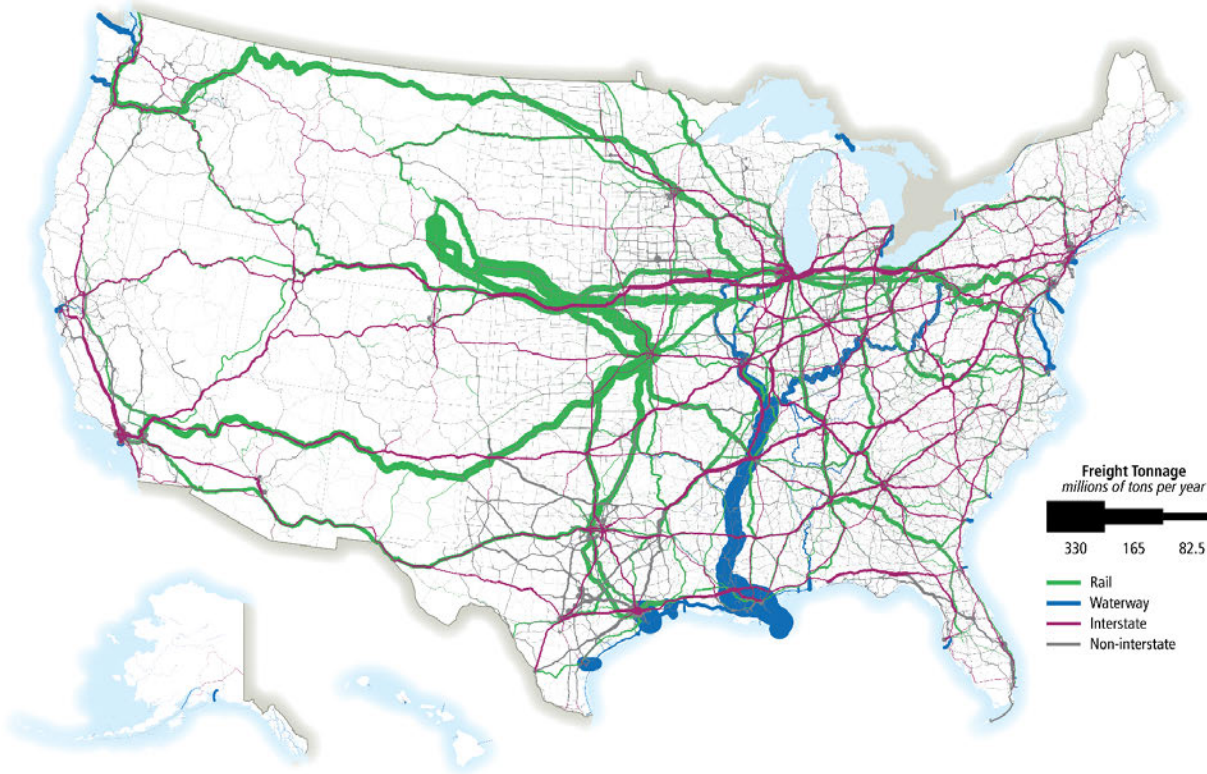 Freight Tonnage
millions of tons per year
330 165 82.5
Rail
Waterway
Interstate
Non-interstate